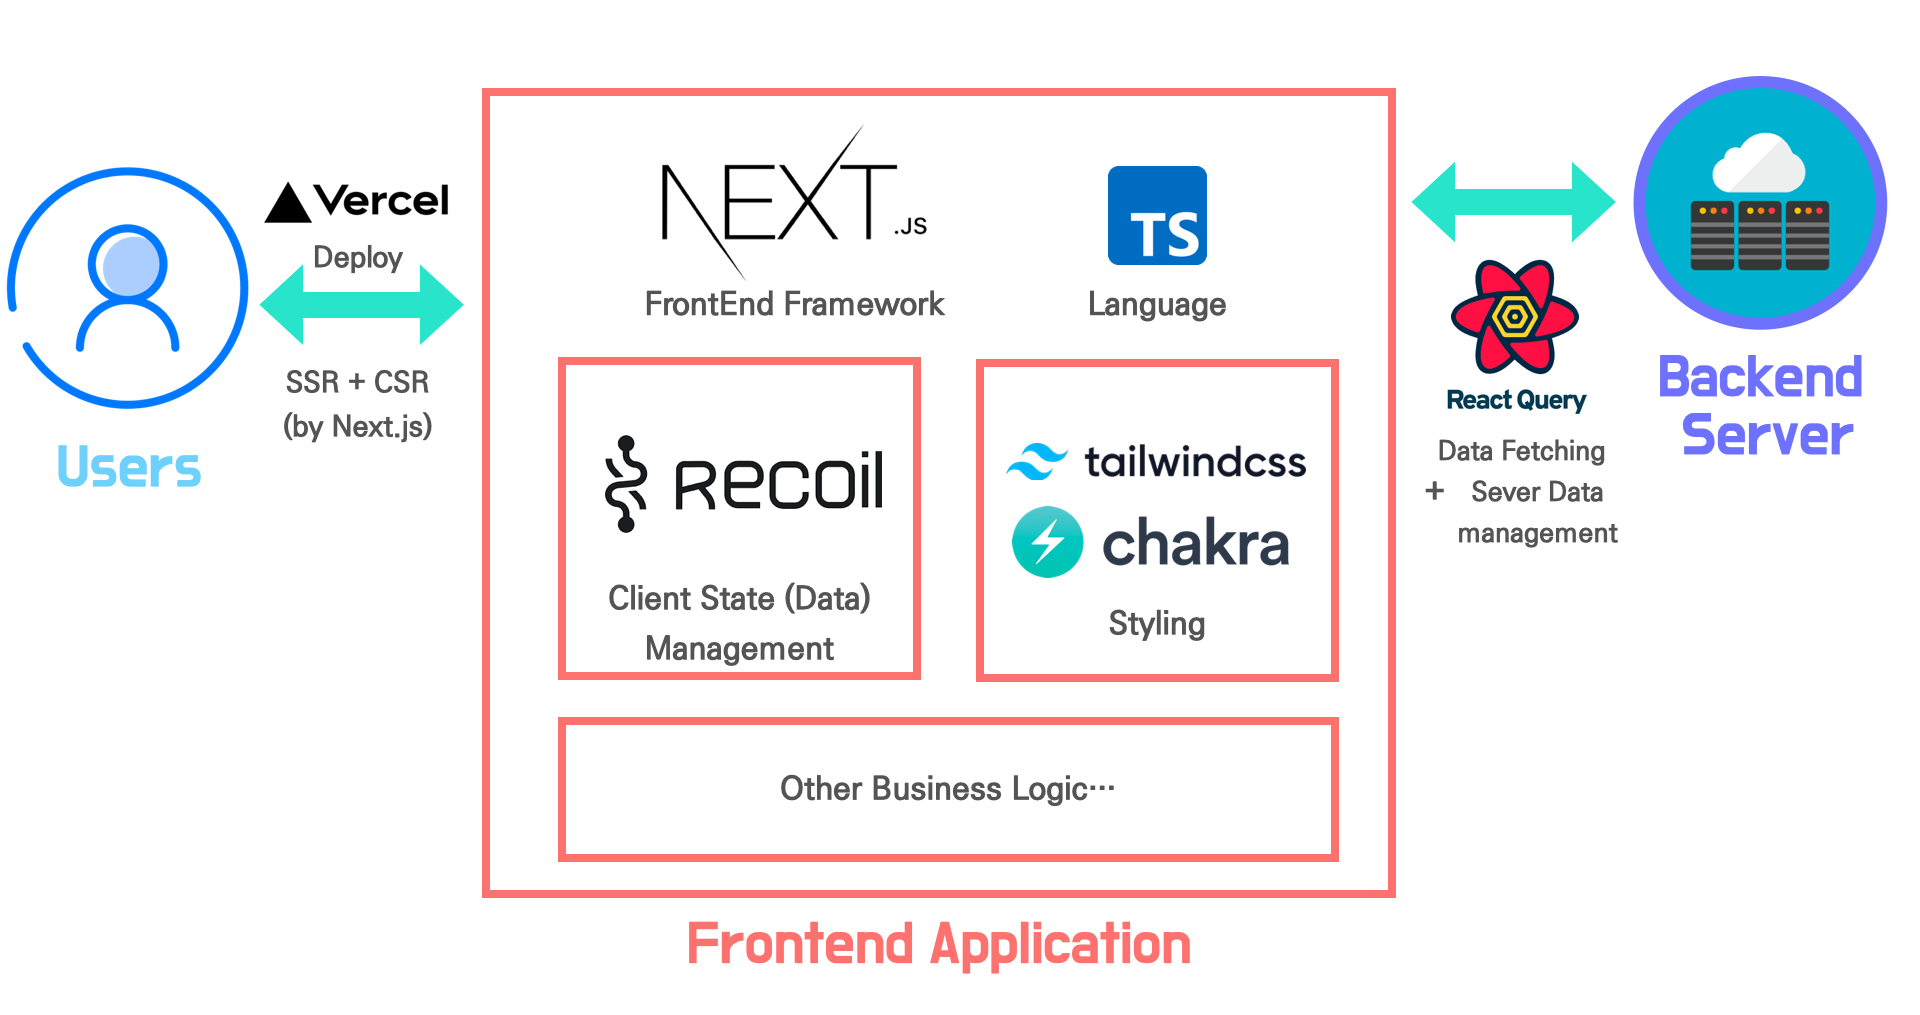 Vercel
Deploy
SSR + CSR
(by Next.js)
Users
NEXT.JS
FrontEnd Framework
TS
Language
Recoil
Client State (Data)
Management
tailwindcss
chakra
Styling
Other Business Logic⋯
Frontend Application
React Query
Data Fetching
+ Sever Data
management
Backend
Server